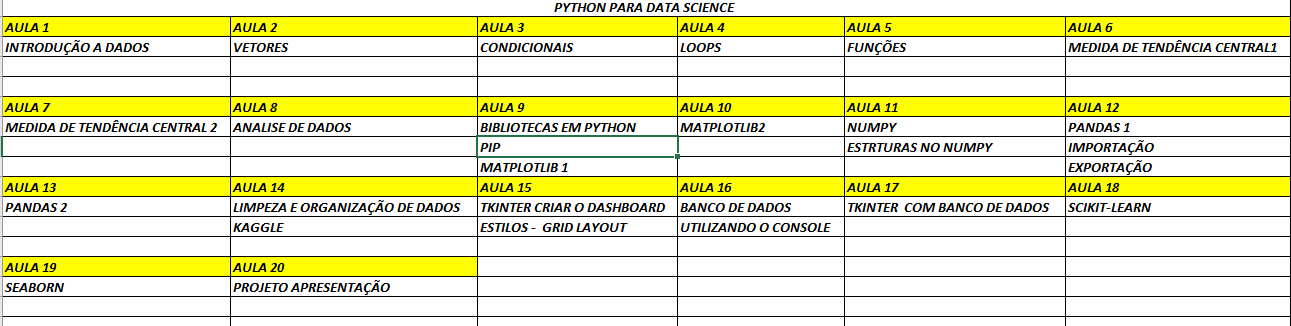 PYTHON PARA DATA SCIENCE
AULA 1 AULA 2 AULA 3 AULA 4 AULA 5 AULA 6
INTRODUÇÃO A DADOS VETORES CONDICIONAIS LOOPS FUNÇÕES MEDIDA DE TENDÊNCIA CENTRAL1
AULA 7 AULA 8 AULA 9 AULA 10 AULA 11 AULA 12
MEDIDA DE TENDÊNCIA CENTRAL 2 ANALISE DE DADOS BIBLIOTECAS EM PYTHON MATPLOTLIB2 NUMPY PANDAS 1
PIP ESTRTURAS NO NUMPY IMPORTAÇÃO
MATPLOTLIB 1 EXPORTAÇÃO
AULA 13 AULA 14 AULA 15 AULA 16 AULA 17 AULA 18
PANDAS 2 LIMPEZA E ORGANIZAÇÃO DE DADOS TKINTER CRIAR O DASHBOARD BANCO DE DADOS TKINTER  COM BANCO DE DADOS SCIKIT-LEARN
KAGGLE ESTILOS -  GRID LAYOUT UTILIZANDO O CONSOLE
AULA 19 AULA 20
SEABORN PROJETO APRESENTAÇÃO